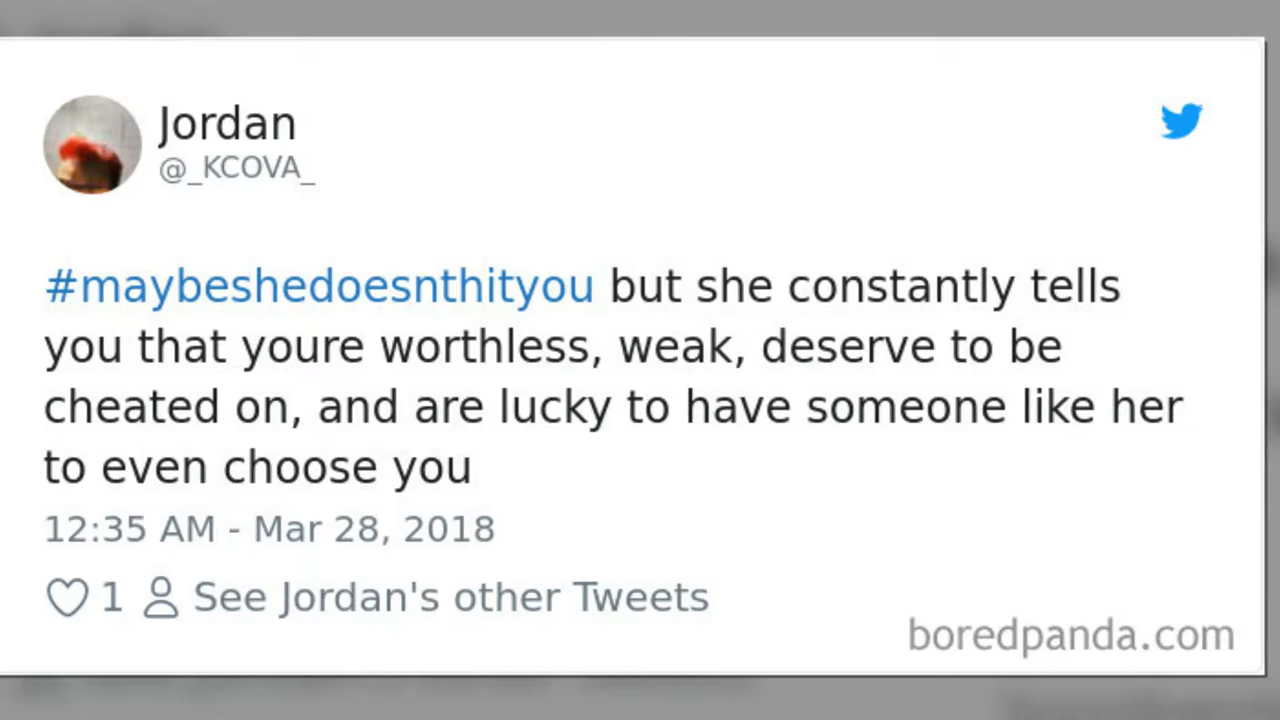 Jordan
@_KCOVA_
#maybeshedoesnthityou but she constantly tells
you that youre worthless, weak, deserve to be
cheated on, and are lucky to have someone like her
to even choose you
12:35 AM - Mar 28, 2018
1 See Jordan's other Tweets
boredpanda.com